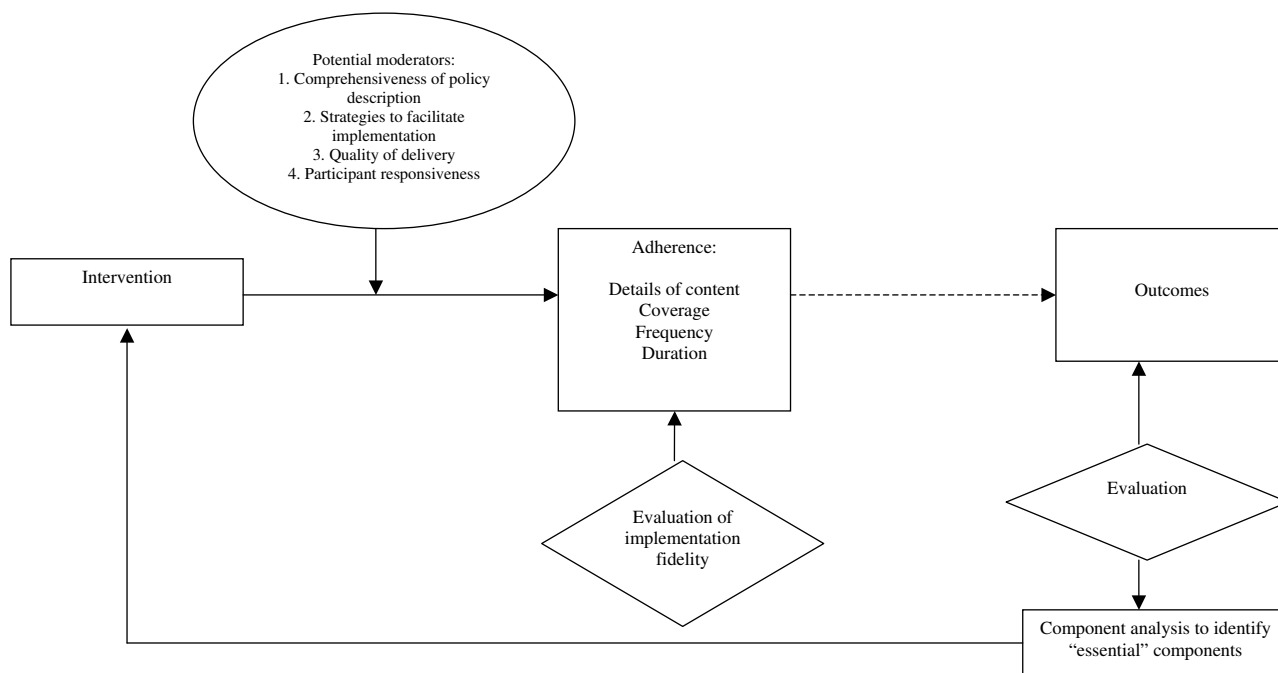 Potential moderators:
1. Comprehensiveness of policy
description
2. Strategies to facilitate
implementation
3. Quality of delivery
4. Participant responsiveness
Intervention
Adherence:
Details of content
Coverage
Frequency
Duration
Outcomes
Evaluation of
implementation
fidelity
Evaluation
Component analysis to identify
“essential” components